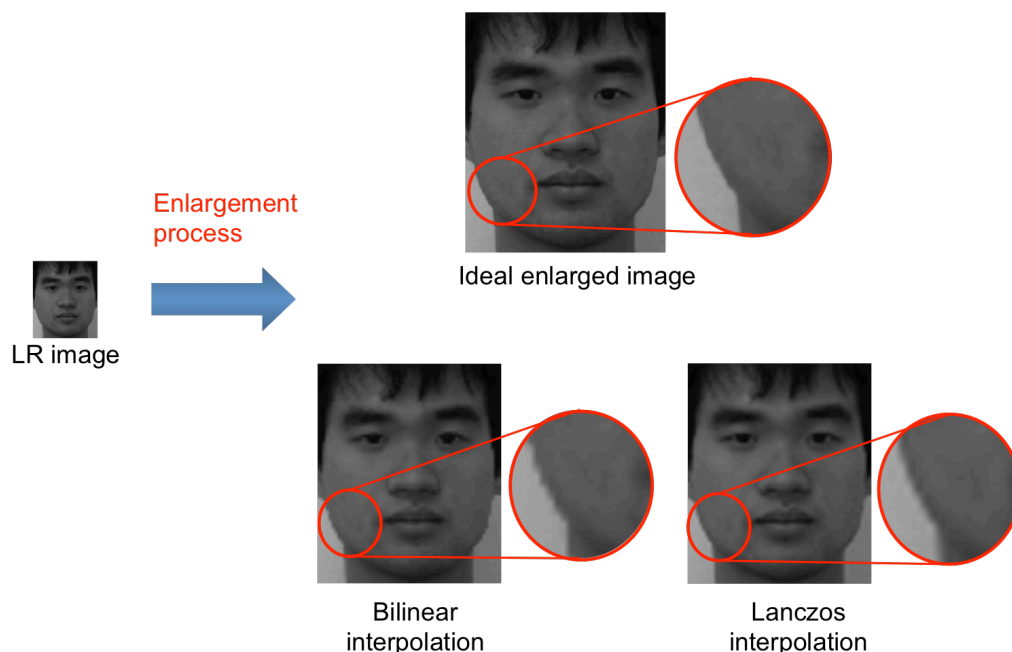 Enlargement
process
Ideal enlarged image
LR image
Bilinear
interpolation
Lanczos
interpolation